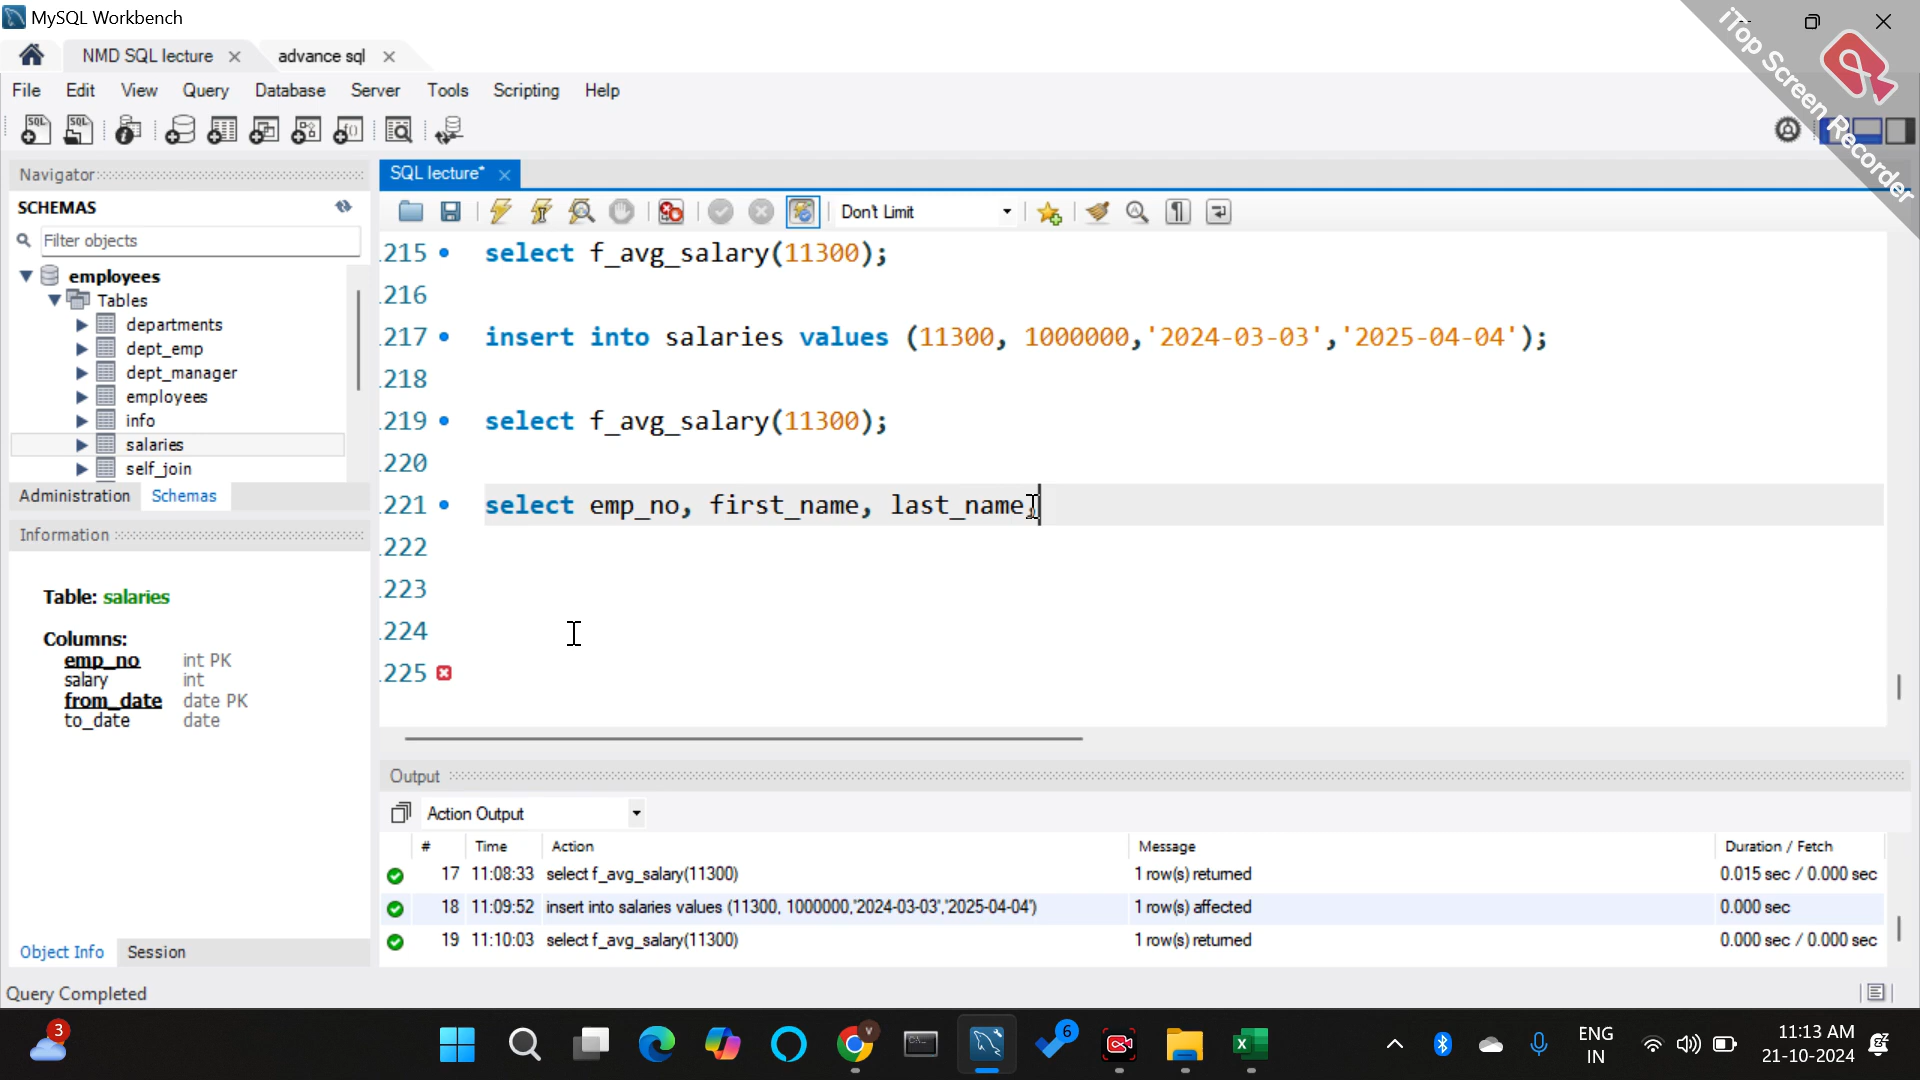 MySQL Workbench
iTop Screen Recorder
NMD SQL lecture
advance sql
File Edit View Query Database Server Tools Scripting Help
Navigator
SCHEMAS
Filter objects
employees
Tables
departments
dept_emp
dept_manager
employees
info
salaries
self_join
Administration Schemas
Information
Table: salaries
Columns:
emp_no int PK
salary int
from_date date PK
to_date date
Object Info Session
SQL lecture*
Don't Limit
.215 select f_avg_salary(11300);
.216
.217 insert into salaries values (11300, 1000000,'2024-03-03','2025-04-04');
.218
.219 select f_avg_salary(11300);
.220
.221 select emp_no, first_name, last_name,
.222
.223
.224
.225
Output
Action Output
# Time Action Message Duration / Fetch
17 11:08:33 select f_avg_salary(11300) 1 row(s) returned 0.015 sec / 0.000 sec
18 11:09:52 insert into salaries values (11300, 1000000,'2024-03-03','2025-04-04') 1 row(s) affected 0.000 sec
19 11:10:03 select f_avg_salary(11300) 1 row(s) returned 0.000 sec / 0.000 sec
Query Completed
3
V
6
ENG
IN
11:13 AM
21-10-2024